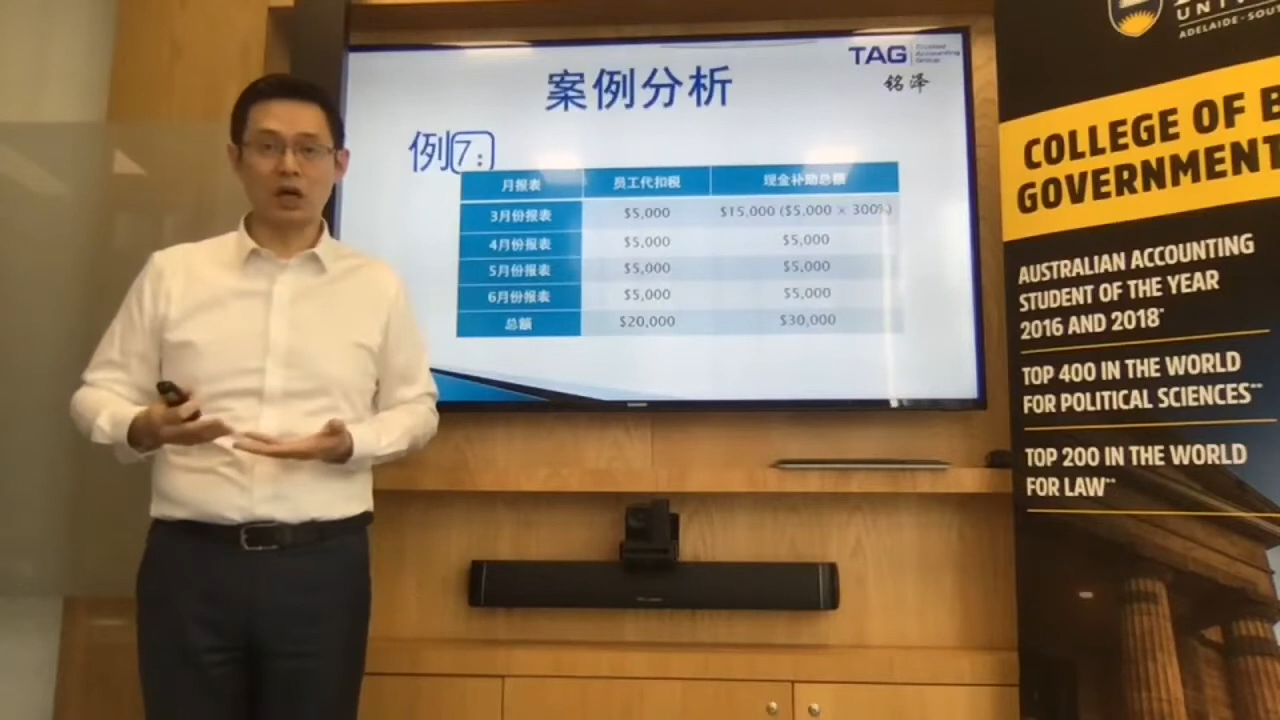 案例分析
TAG
Trusted
Accounting
Group
铭泽
例7:
月报表 员工代扣税 现金补助总额
3月份报表 $5,000 $15,000 ($5,000 × 300%)
4月份报表 $5,000 $5,000
5月份报表 $5,000 $5,000
6月份报表 $5,000 $5,000
总额 $20,000 $30,000
ADELAIDE
COLLEGE OF
GOVERNMENT
AUSTRALIAN ACCOUNTING
STUDENT OF THE YEAR
2016 AND 2018*
TOP 400 IN THE WORLD
FOR POLITICAL SCIENCES**
TOP 200 IN THE WORLD
FOR LAW**